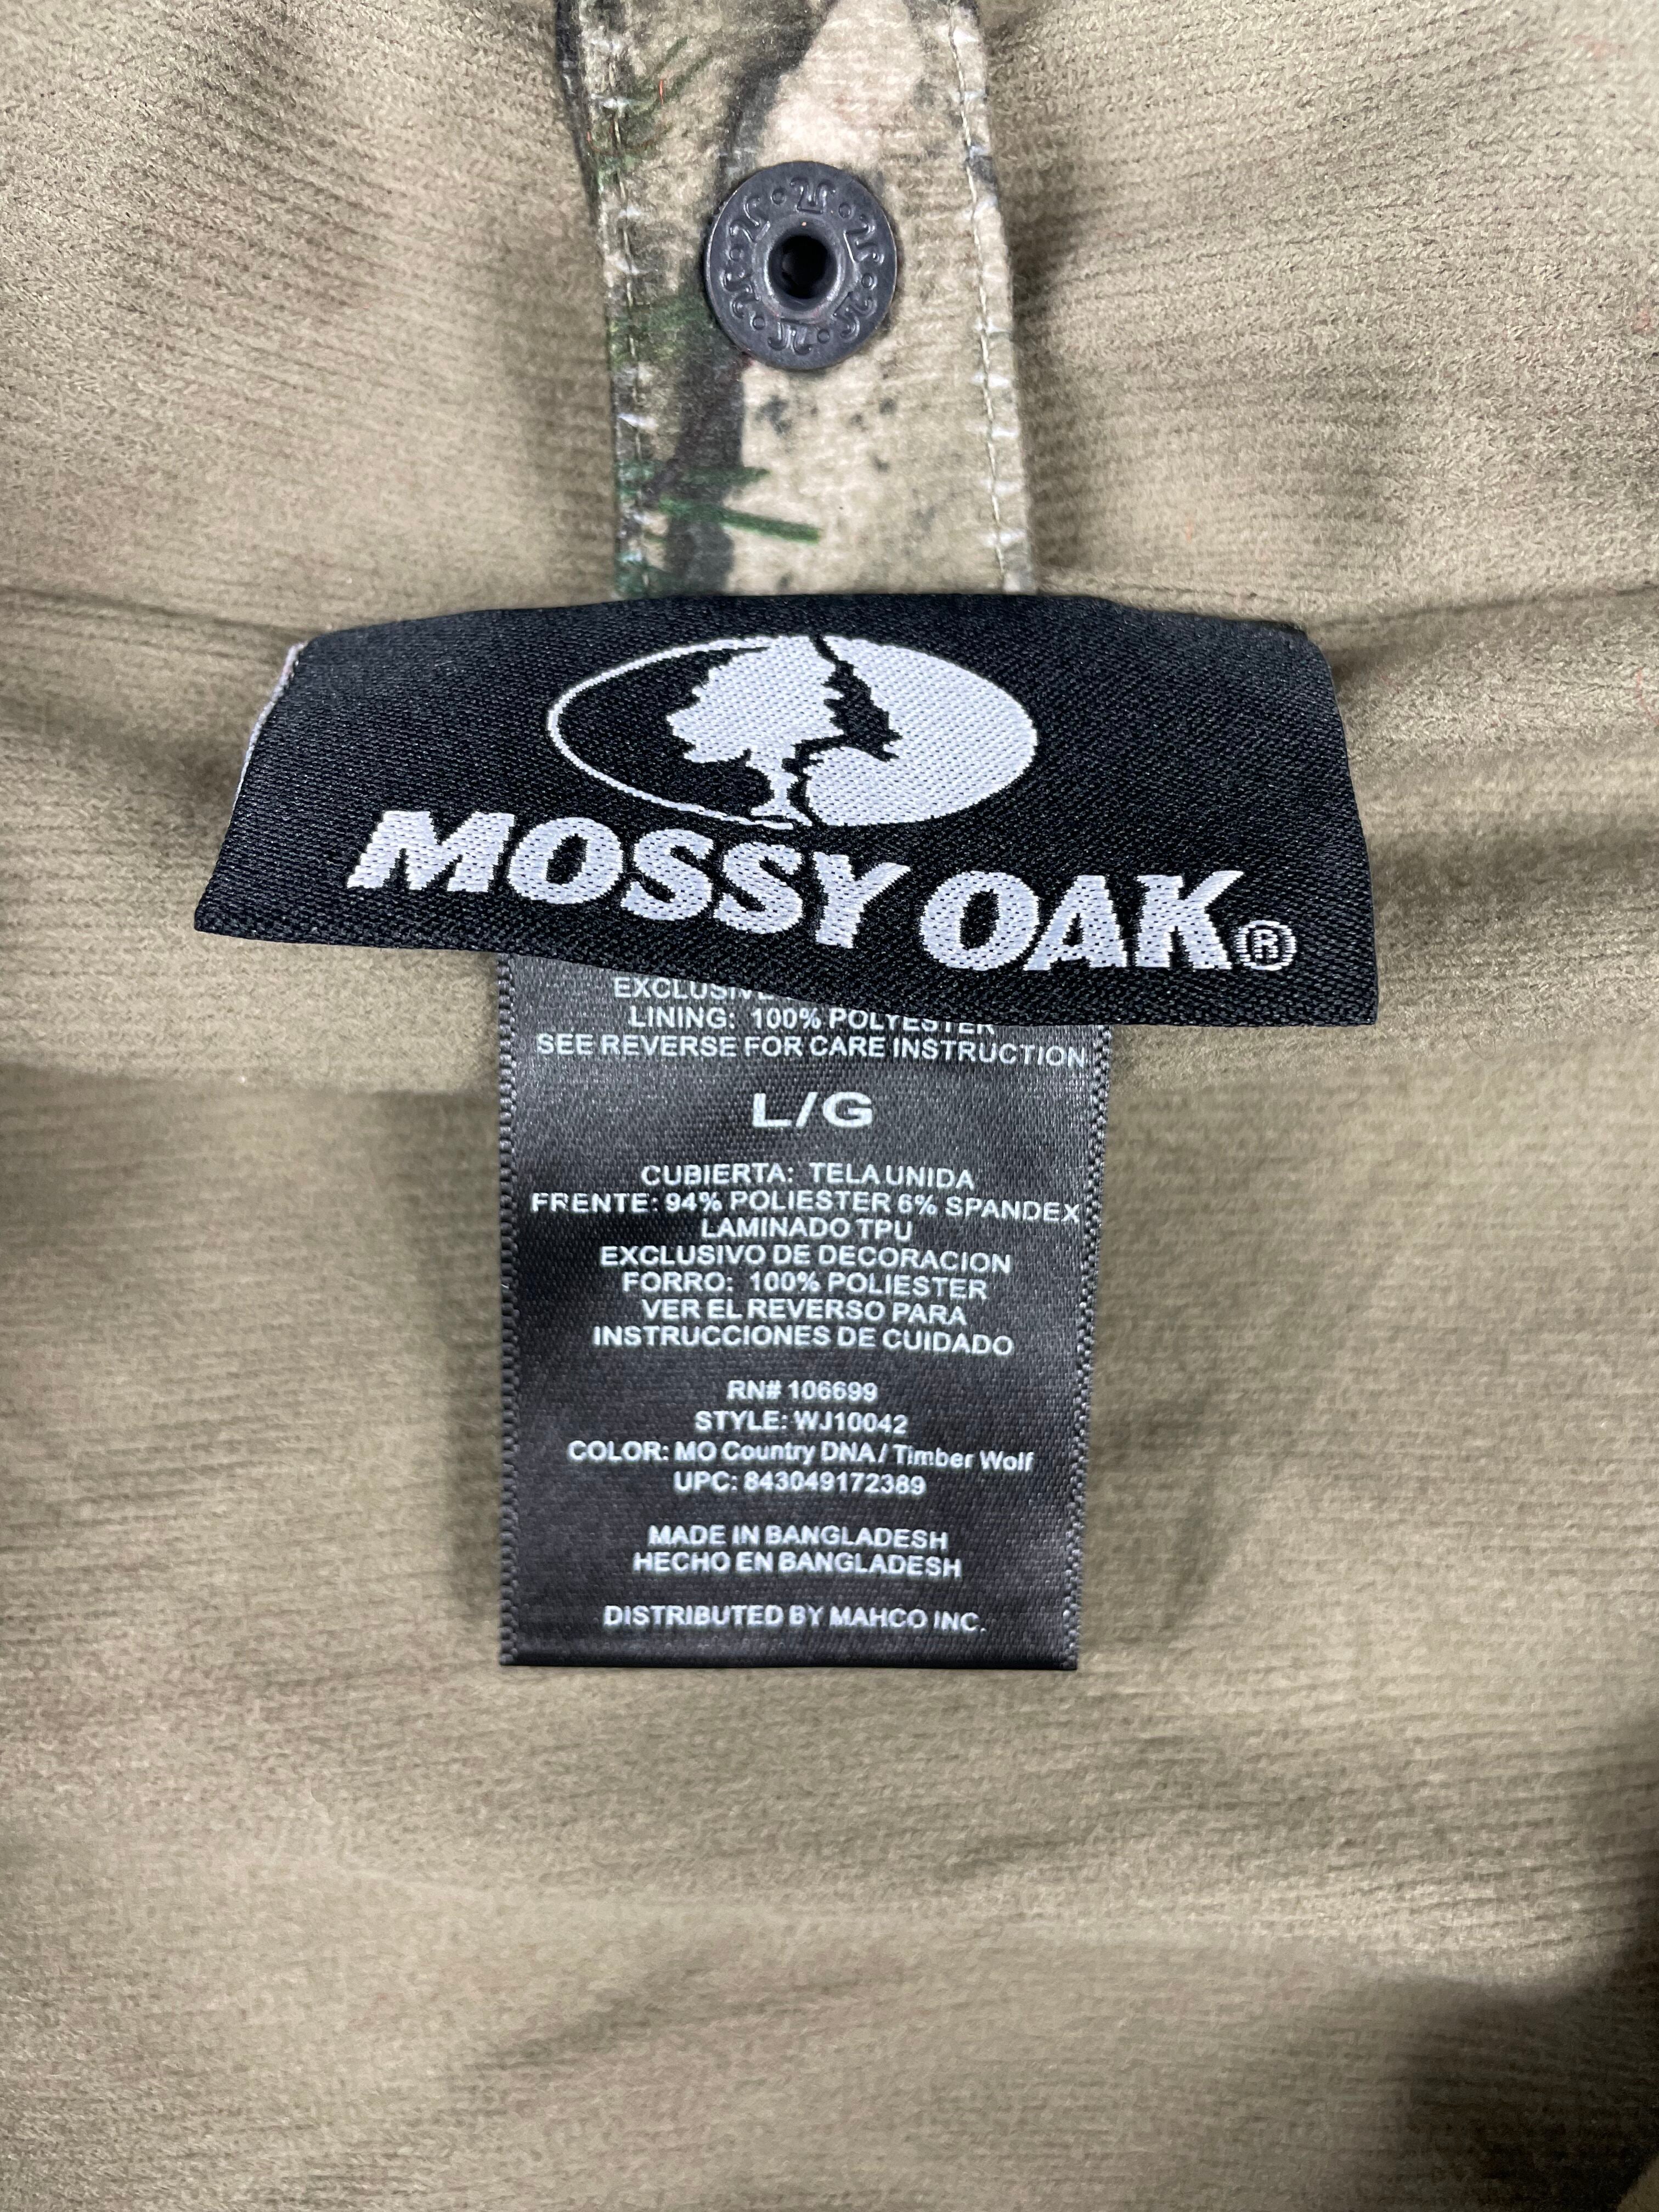 MOSSY OAK®
LINING: 100% POLYESTER
SEE REVERSE FOR CARE INSTRUCTION
L/G
CUBIERTA: TELA UNIDA
FRENTE: 94% POLIESTER 6% SPANDEX
LAMINADO TPU
EXCLUSIVO DE DECORACION
FORRO: 100% POLIESTER
VER EL REVERSO PARA
INSTRUCCIONES DE CUIDADO
RN# 106699
STYLE: WJ10042
COLOR: MO Country DNA / Timber Wolf
UPC: 843049172389
MADE IN BANGLADESH
HECHO EN BANGLADESH
DISTRIBUTED BY MAHCO INC.